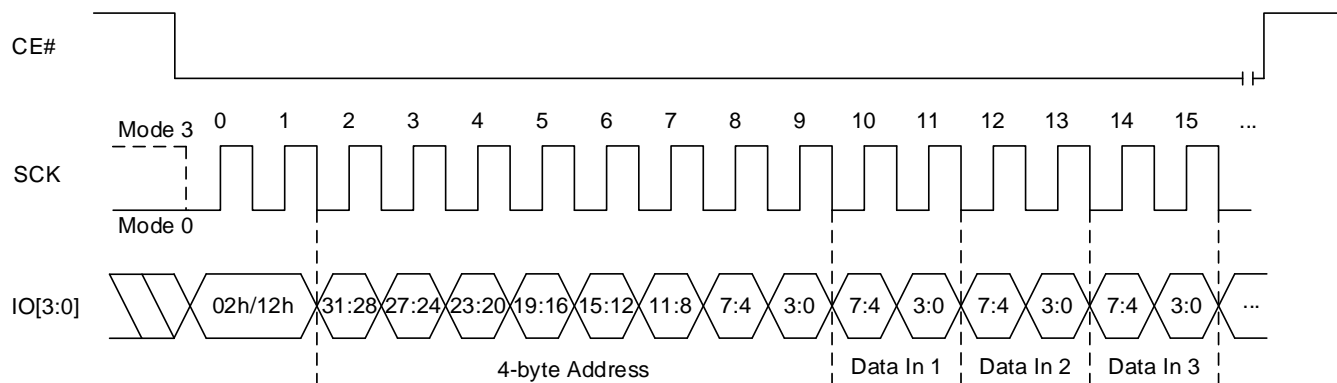 CE#
Mode 3 0 1 2 3 4 5 6 7 8 9 10 11 12 13 14 15 ...
SCK
Mode 0
IO[3:0] 02h/12h 31:28 27:24 23:20 19:16 15:12 11:8 7:4 3:0 7:4 3:0 7:4 3:0 7:4 3:0 ...
4-byte Address Data In 1 Data In 2 Data In 3